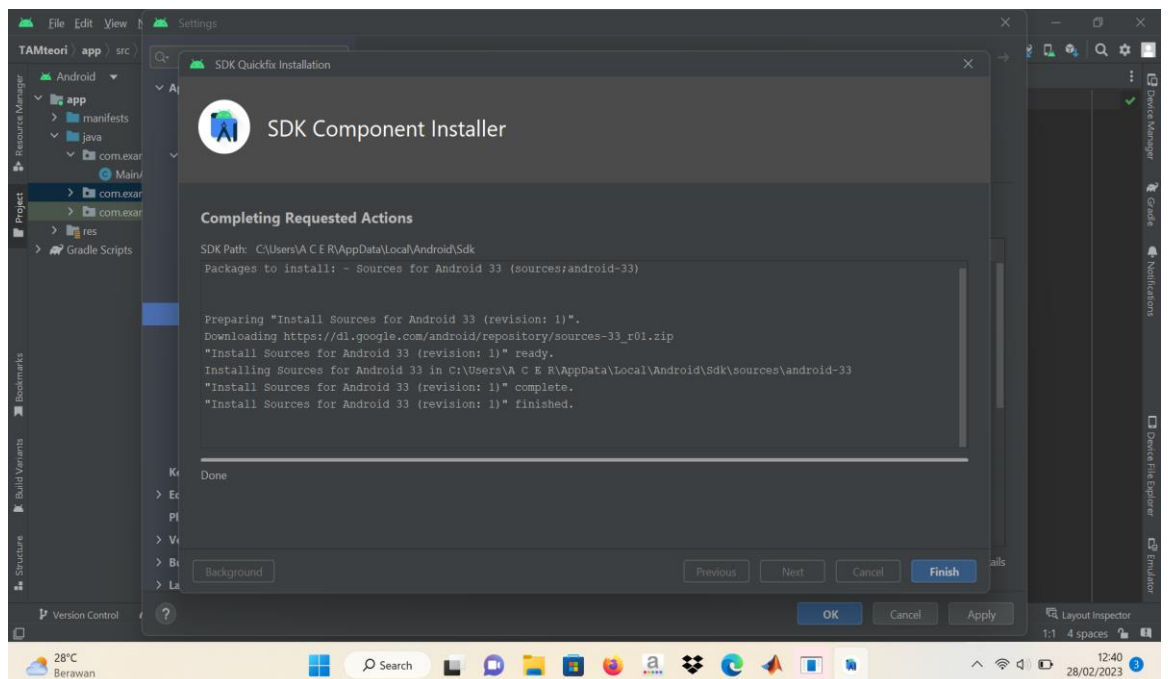 File Edit View
Settings
TAMteori app src
SDK Quickfix Installation
Android
app
manifests
java
Gradle Scripts
res
SDK Component Installer
Completing Requested Actions
SDK Path: C:\Users\A C E R\AppData\Local\Android\Sdk
Packages to install: - Sources for Android 33 (sources;android-33)
Preparing "Install Sources for Android 33 (revision: 1)".
Downloading https://dl.google.com/android/repository/sources-33_r01.zip
"Install Sources for Android 33 (revision: 1)" ready.
Installing Sources for Android 33 in C:\Users\A C E R\AppData\Local\Android\Sdk\sources\android-33
"Install Sources for Android 33 (revision: 1)" complete.
"Install Sources for Android 33 (revision: 1)" finished.
Done
Background
Previous Next Cancel Finish
OK Cancel Apply
Resource Manager
Project
Bookmarks
Build Variants
Structure
Device Manager
Gradle
Notifications
Device File Explorer
Emulator
Version Control
Layout Inspector
1:1 4 spaces
28°C
Berawan
Search
12:40
28/02/2023
3